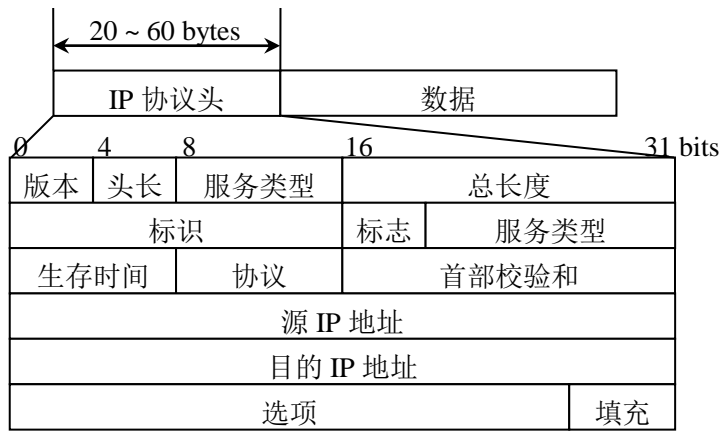 20 ~ 60 bytes
IP 协议头 数据
0 4 8 16 31 bits
版本 头长 服务类型 总长度
标识 标志 服务类型
生存时间 协议 首部校验和
源 IP 地址
目的 IP 地址
选项 填充